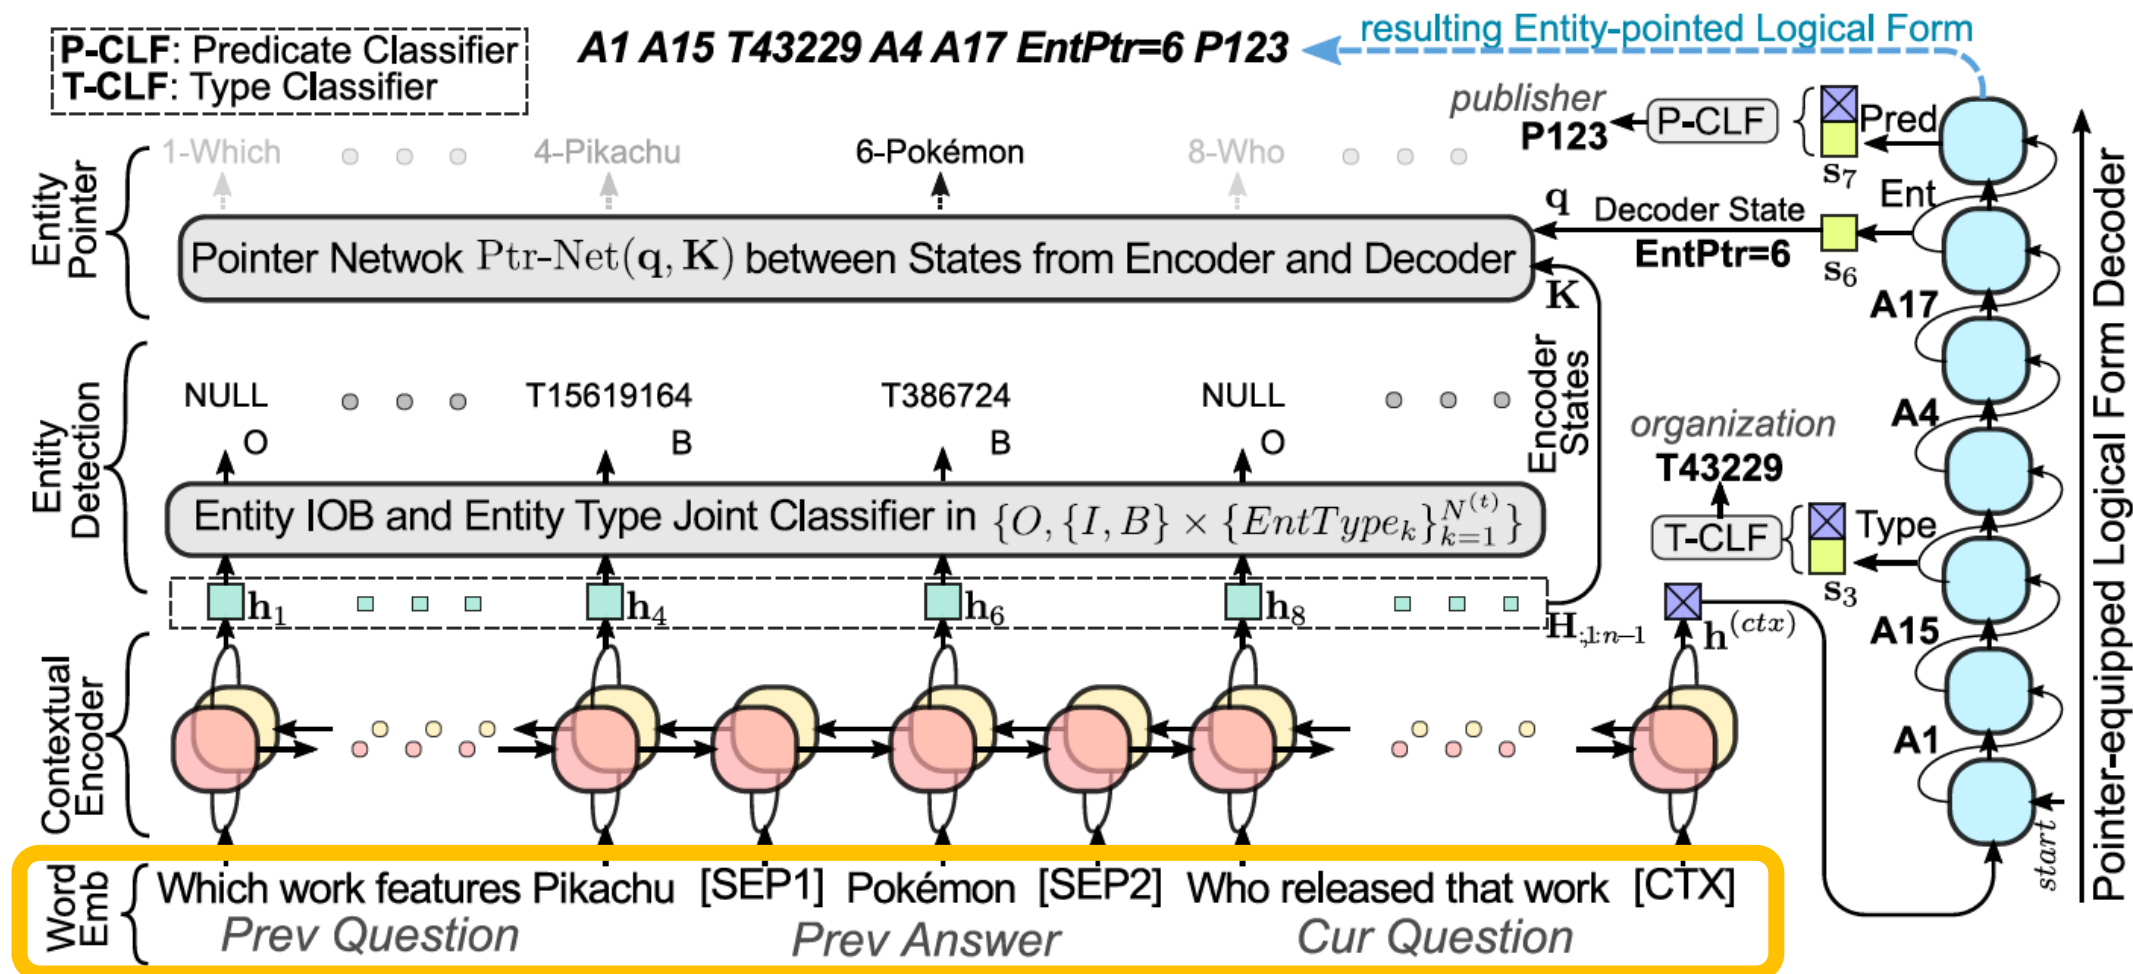 P-CLF: Predicate Classifier
T-CLF: Type Classifier
A1 A15 T43229 A4 A17 EntPtr=6 P123
resulting Entity-pointed Logical Form
publisher
P123
P-CLF
Pred
s7
Entity Pointer
1-Which
4-Pikachu
6-Pokémon
8-Who
Pointer Netwok Ptr-Net(q, K) between States from Encoder and Decoder
q
Decoder State
EntPtr=6
K
Ent
s6
Encoder States
Entity Detection
NULL
O
T15619164
B
T386724
B
NULL
O
Entity IOB and Entity Type Joint Classifier in {O, {I, B} × {EntType_k}_{k=1}^{N^{(t)}}}
organization
T43229
T-CLF
Type
s3
h1
h4
h6
h8
H:,1:n−1
h(ctx)
A17
A4
A15
A1
start
Pointer-equipped Logical Form Decoder
Contextual Encoder
Word Emb
Which work features Pikachu [SEP1] Pokémon [SEP2] Who released that work [CTX]
Prev Question
Prev Answer
Cur Question